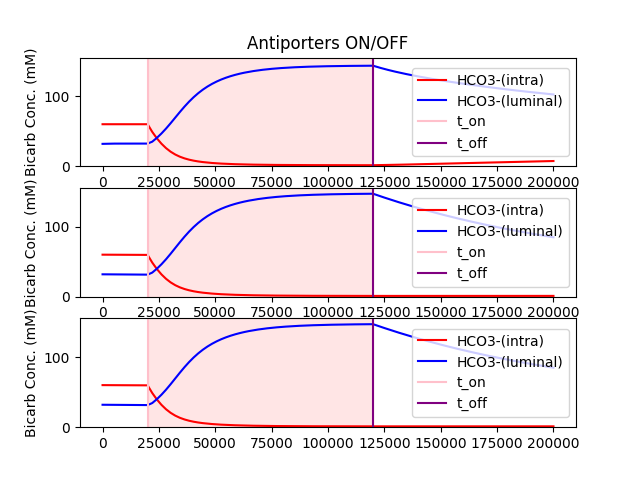 Antiporters ON/OFF
Bicarb Conc. (mM)
100
0
HCO3-(intra)
HCO3-(luminal)
t_on
t_off
0 25000 50000 75000 100000 125000 150000 175000 200000
Bicarb Conc. (mM)
100
0
HCO3-(intra)
HCO3-(luminal)
t_on
t_off
0 25000 50000 75000 100000 125000 150000 175000 200000
Bicarb Conc. (mM)
100
0
HCO3-(intra)
HCO3-(luminal)
t_on
t_off
0 25000 50000 75000 100000 125000 150000 175000 200000